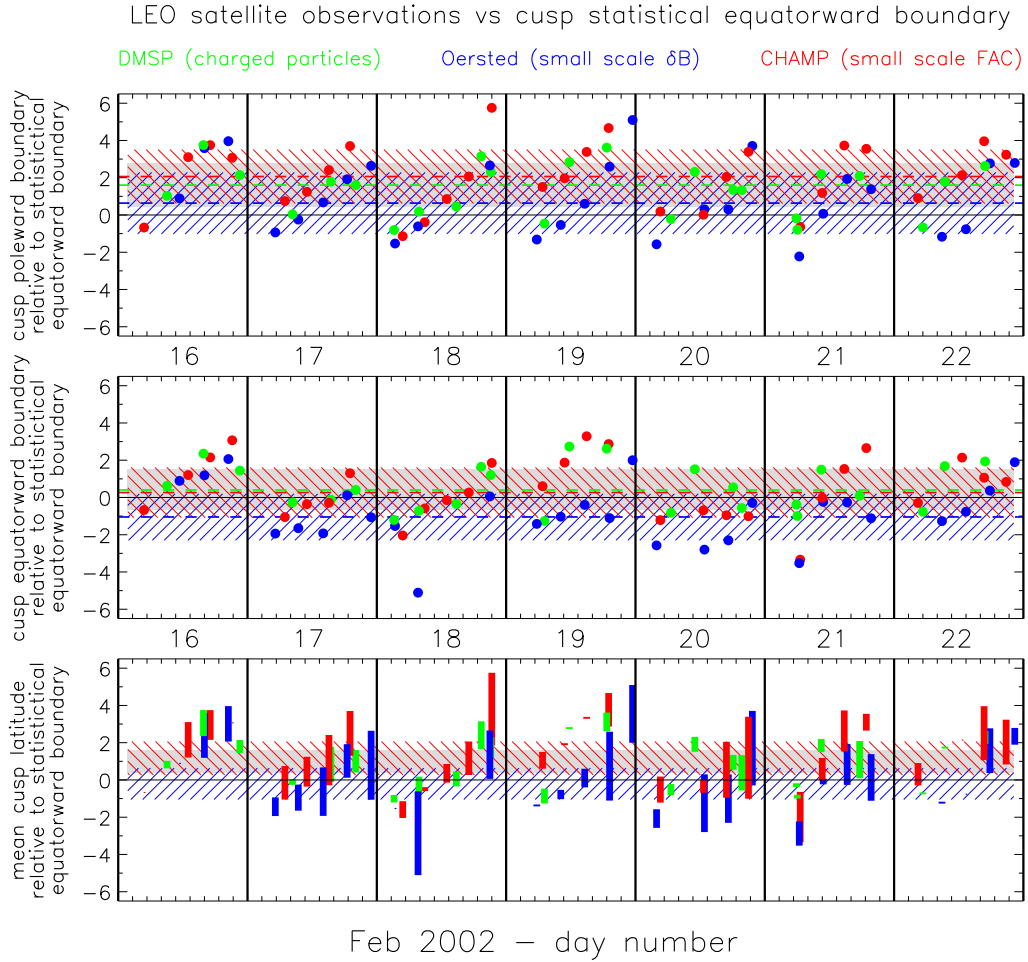 LEO satellite observations vs cusp statistical equatorward boundary
DMSP (charged particles) Oersted (small scale δB) CHAMP (small scale FAC)
cusp poleward boundary
relative to statistictical
equatorward boundary
6
4
2
0
−2
−4
−6
16 17 18 19 20 21 22
cusp equatorward boundary
relative to statistictical
equatorward boundary
6
4
2
0
−2
−4
−6
16 17 18 19 20 21 22
mean cusp latitude
relative to statistictical
equatorward boundary
6
4
2
0
−2
−4
−6
Feb 2002 − day number